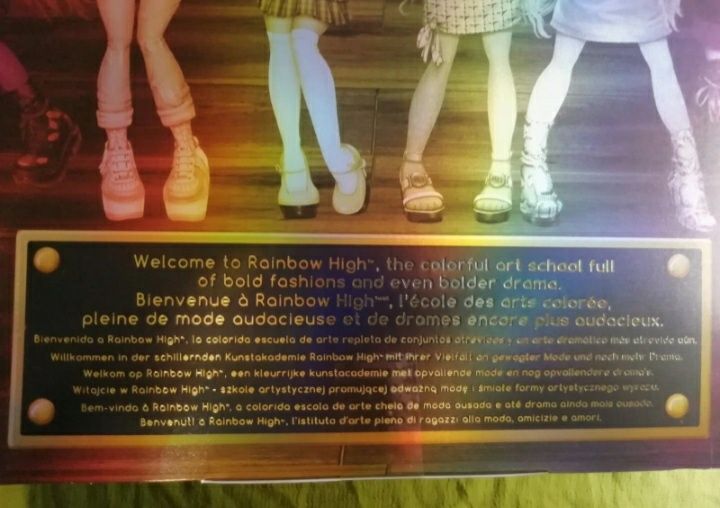 Welcome to Rainbow High™, the colorful art school full
of bold fashions and even bolder drama.
Bienvenue à Rainbow High™, l'école des arts colorée,
pleine de mode audacieuse et de drames encore plus audacieux.
Bienvenida a Rainbow High™, la colorida escuela de arte repleta de conjuntos atrevidos y un arte dramático más atrevido aún.
Willkommen in der schillernden Kunstakademie Rainbow High™ mit ihrer Vielfalt an gewagter Mode und noch mehr Drama.
Welkom op Rainbow High™, een kleurrijke kunstacademie met opvallende mode en nog opvallendere drama's.
Witajcie w Rainbow High™ - szkole artystycznej promującej odważną modę i śmiałe formy artystycznego wyrazu.
Bem-vinda à Rainbow High™, a colorida escola de arte cheia de moda ousada e até drama ainda mais ousado.
Benvenuti a Rainbow High™, l'istituto d'arte pieno di ragazzi alla moda, amicizie e amori.